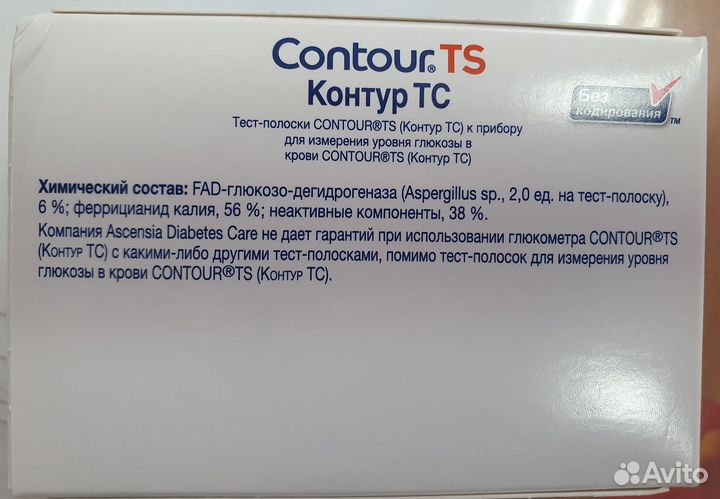 Contour® TS
Контур ТС
Без
кодирования™
Тест-полоски CONTOUR®TS (Контур ТС) к прибору
для измерения уровня глюкозы в
крови CONTOUR®TS (Контур ТС)
Химический состав: FAD-глюкозо-дегидрогеназа (Aspergillus sp., 2,0 ед. на тест-полоску),
6 %; феррицианид калия, 56 %; неактивные компоненты, 38 %.
Компания Ascensia Diabetes Care не дает гарантий при использовании глюкометра CONTOUR®TS
(Контур ТС) с какими-либо другими тест-полосками, помимо тест-полосок для измерения уровня
глюкозы в крови CONTOUR®TS (Контур ТС).
Avito